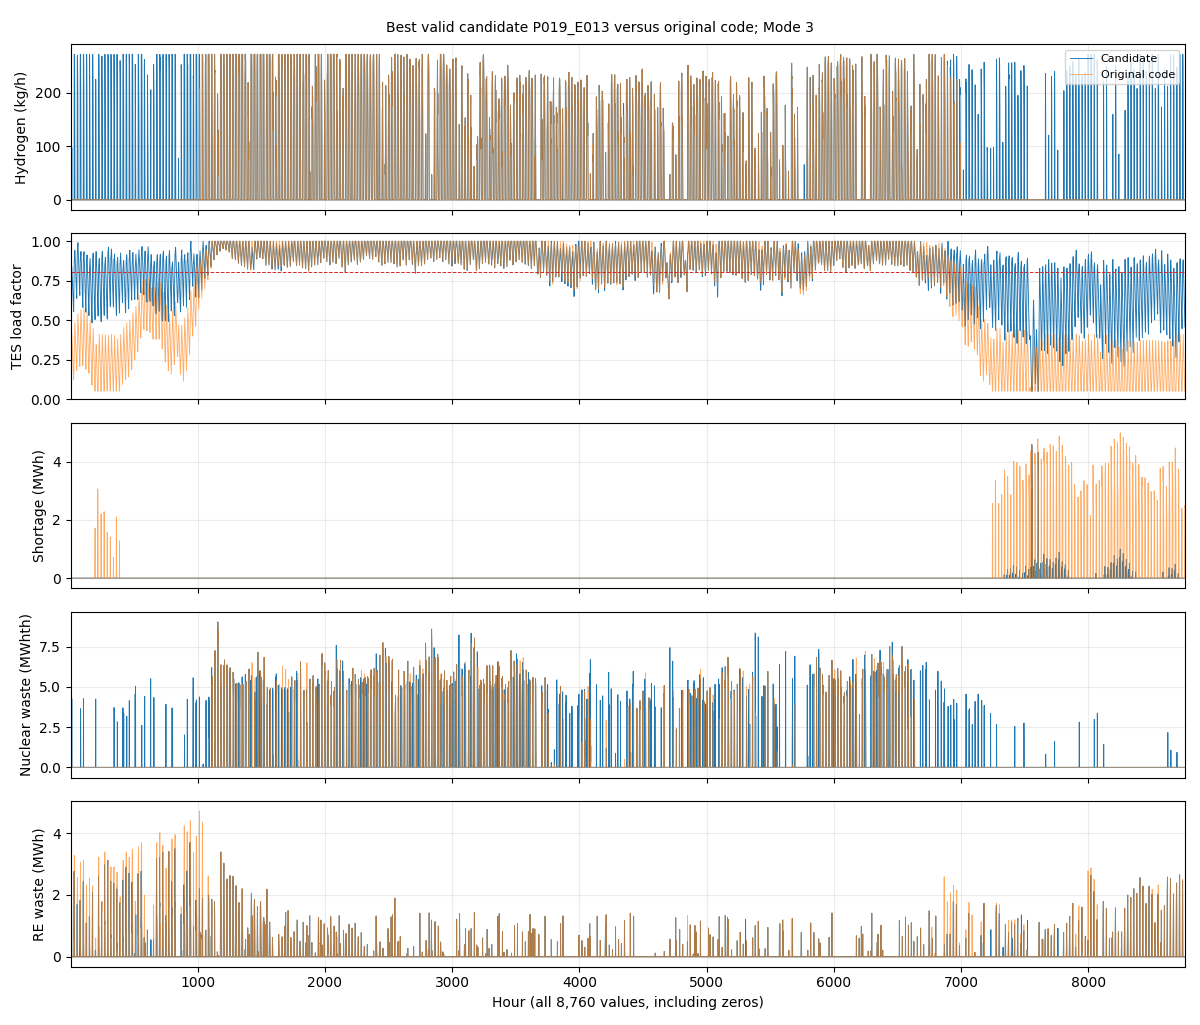 Best valid candidate P019_E013 versus original code; Mode 3
Hydrogen (kg/h)
200
100
0
Candidate
Original code
TES load factor
1.00
0.75
0.50
0.25
0.00
Shortage (MWh)
4
2
0
Nuclear waste (MWhth)
7.5
5.0
2.5
0.0
RE waste (MWh)
4
2
0
1000 2000 3000 4000 5000 6000 7000 8000
Hour (all 8,760 values, including zeros)